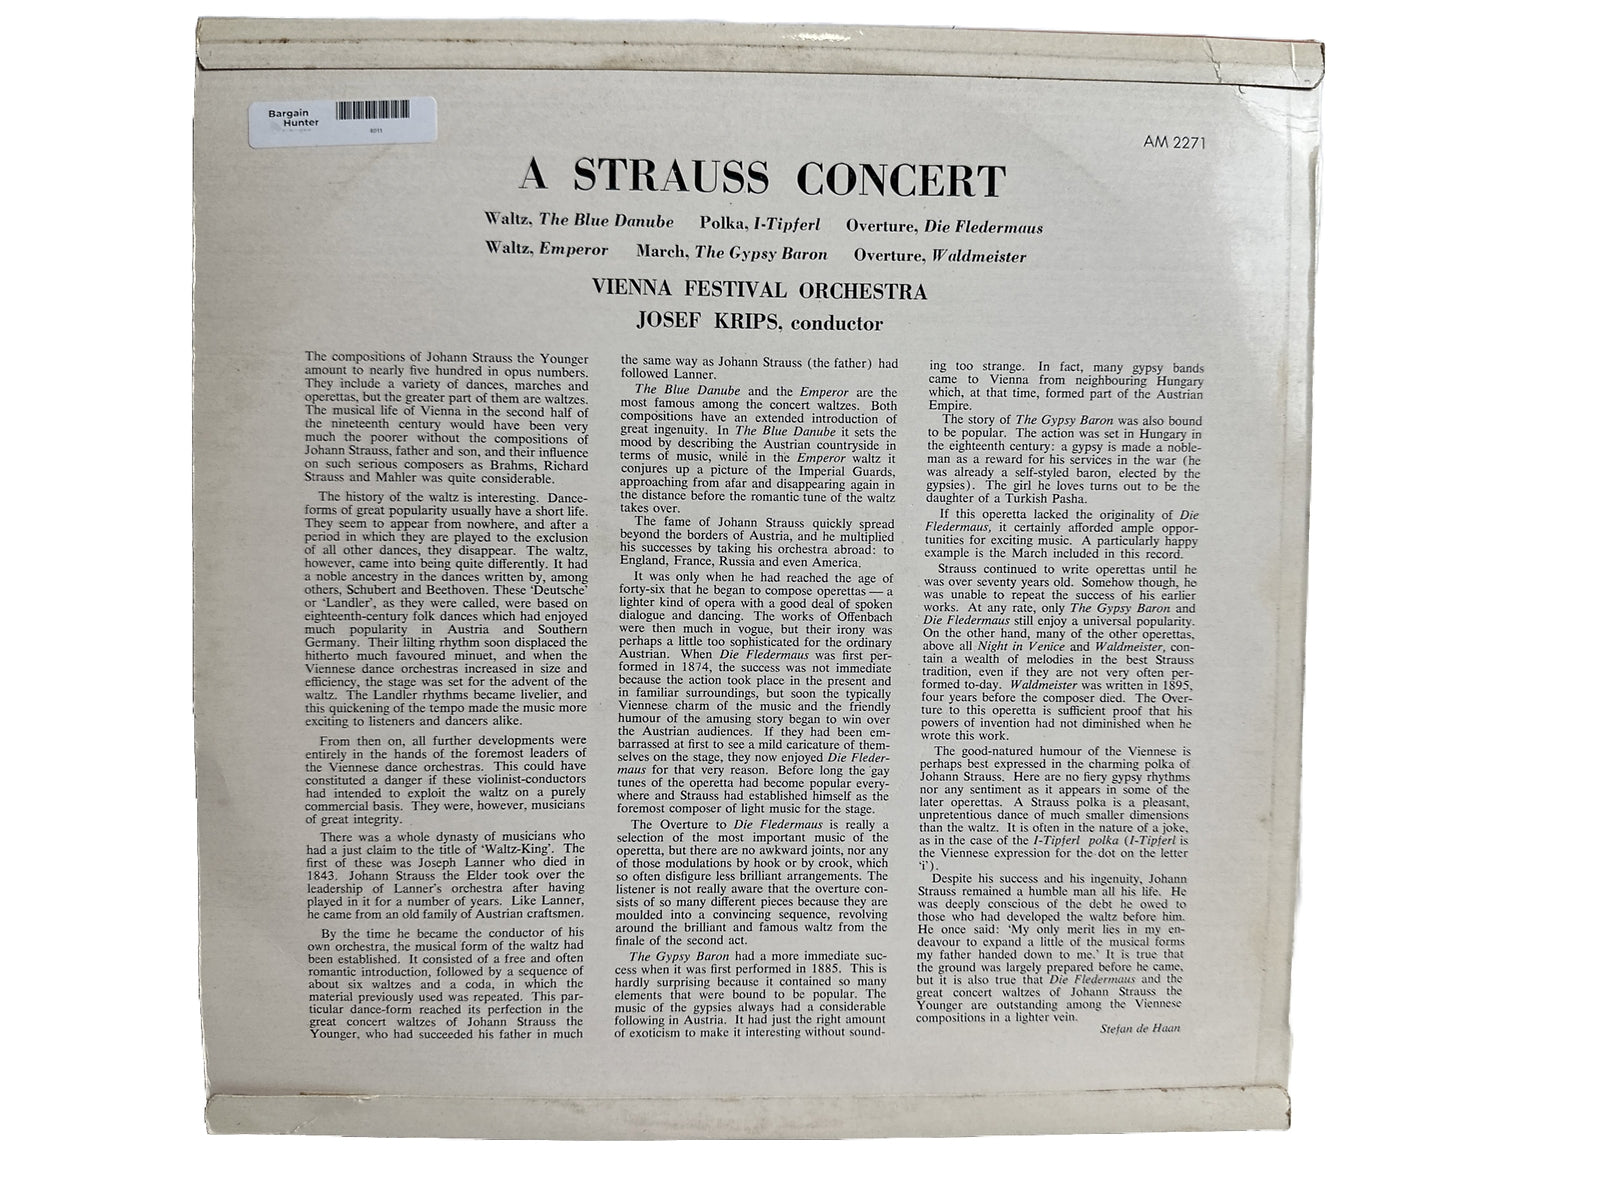 Bargain
Hunter
AM 2271
A STRAUSS CONCERT
Waltz, The Blue Danube Polka, I-Tipferl Overture, Die Fledermaus
Waltz, Emperor March, The Gypsy Baron Overture, Waldmeister
VIENNA FESTIVAL ORCHESTRA
JOSEF KRIPS, conductor
The compositions of Johann Strauss the Younger
amount to nearly five hundred in opus numbers.
They include a variety of dances, marches and
operettas, but the greater part of them are waltzes.
The musical life of Vienna in the second half of
the nineteenth century would have been very
much the poorer without the compositions of
Johann Strauss, father and son, and their influence
on such serious composers as Brahms, Richard
Strauss and Mahler was quite considerable.
The history of the waltz is interesting. Dance-
forms of great popularity usually have a short life.
They seem to appear from nowhere, and after a
period in which they are played to the exclusion
of all other dances, they disappear. The waltz,
however, came into being quite differently. It had
a noble ancestry in the dances written by, among
others, Schubert and Beethoven. These 'Deutsche'
or 'Landler', as they were called, were based on
eighteenth-century folk dances which had enjoyed
much popularity in Austria and Southern
Germany. Their lilting rhythm soon displaced the
hitherto much favoured minuet, and when the
Viennese dance orchestras increased in size and
efficiency, the stage was set for the advent of the
waltz. The Landler rhythms became livelier, and
this quickening of the tempo made the music more
exciting to listeners and dancers alike.
From then on, all further developments were
entirely in the hands of the foremost leaders of
the Viennese dance orchestras. This could have
constituted a danger if these violinist-conductors
had intended to exploit the waltz on a purely
commercial basis. They were, however, musicians
of great integrity.
There was a whole dynasty of musicians who
had a just claim to the title of 'Waltz-King'. The
first of these was Joseph Lanner who died in
1843. Johann Strauss the Elder took over the
leadership of Lanner's orchestra after having
played in it for a number of years. Like Lanner,
he came from an old family of Austrian craftsmen.
By the time he became the conductor of his
own orchestra, the musical form of the waltz had
been established. It consisted of a free and often
romantic introduction, followed by a sequence of
about six waltzes and a coda, in which the
material previously used was repeated. This par-
ticular dance-form reached its perfection in the
great concert waltzes of Johann Strauss the
Younger, who had succeeded his father in much
the same way as Johann Strauss (the father) had
followed Lanner.
The Blue Danube and the Emperor are the
most famous among the concert waltzes. Both
compositions have an extended introduction of
great ingenuity. In The Blue Danube it sets the
mood by describing the Austrian countryside in
terms of music, while in the Emperor waltz it
conjures up a picture of the Imperial Guards,
approaching from afar and disappearing again in
the distance before the romantic tune of the waltz
takes over.
The fame of Johann Strauss quickly spread
beyond the borders of Austria, and he multiplied
his successes by taking his orchestra abroad: to
England, France, Russia and even America.
It was only when he had reached the age of
forty-six that he began to compose operettas — a
lighter kind of opera with a good deal of spoken
dialogue and dancing. The works of Offenbach
were then much in vogue, but their irony was
perhaps a little too sophisticated for the ordinary
Austrian. When Die Fledermaus was first per-
formed in 1874, the success was not immediate
because the action took place in the present and
in familiar surroundings, but soon the typically
Viennese charm of the music and the friendly
humour of the amusing story began to win over
the Austrian audiences. If they had been em-
barrassed at first to see a mild caricature of them-
selves on the stage, they now enjoyed Die Fleder-
maus for that very reason. Before long the gay
tunes of the operetta had become popular every-
where and Strauss had established himself as the
foremost composer of light music for the stage.
The Overture to Die Fledermaus is really a
selection of the most important music of the
operetta, but there are no awkward joints, nor any
of those modulations by hook or by crook, which
so often disfigure less brilliant arrangements. The
listener is not really aware that the overture con-
sists of so many different pieces because they are
moulded into a convincing sequence, revolving
around the brilliant and famous waltz from the
finale of the second act.
The Gypsy Baron had a more immediate suc-
cess when it was first performed in 1885. This is
hardly surprising because it contained so many
elements that were bound to be popular. The
music of the gypsies always had a considerable
following in Austria. It had just the right amount
of exoticism to make it interesting without sound-
ing too strange. In fact, many gypsy bands
came to Vienna from neighbouring Hungary
which, at that time, formed part of the Austrian
Empire.
The story of The Gypsy Baron was also bound
to be popular. The action was set in Hungary in
the eighteenth century: a gypsy is made a noble-
man as a reward for his services in the war (he
was already a self-styled baron, elected by the
gypsies). The girl he loves turns out to be the
daughter of a Turkish Pasha.
If this operetta lacked the originality of Die
Fledermaus, it certainly afforded ample oppor-
tunities for exciting music. A particularly happy
example is the March included in this record.
Strauss continued to write operettas until he
was over seventy years old. Somehow though, he
was unable to repeat the success of his earlier
works. At any rate, only The Gypsy Baron and
Die Fledermaus still enjoy a universal popularity.
On the other hand, many of the other operettas,
above all Night in Venice and Waldmeister, con-
tain a wealth of melodies in the best Strauss
tradition, even if they are not very often per-
formed to-day. Waldmeister was written in 1895,
four years before the composer died. The Over-
ture to this operetta is sufficient proof that his
powers of invention had not diminished when he
wrote this work.
The good-natured humour of the Viennese is
perhaps best expressed in the charming polka of
Johann Strauss. Here are no fiery gypsy rhythms
nor any sentiment as it appears in some of the
later operettas. A Strauss polka is a pleasant,
unpretentious dance of much smaller dimensions
than the waltz. It is often in the nature of a joke,
as in the case of the I-Tipferl polka (I-Tipferl is
the Viennese expression for the dot on the letter
'i').
Despite his success and his ingenuity, Johann
Strauss remained a humble man all his life. He
was deeply conscious of the debt he owed to
those who had developed the waltz before him.
He once said: 'My only merit lies in my en-
deavour to expand a little of the musical forms
my father handed down to me.' It is true that
the ground was largely prepared before he came,
but it is also true that Die Fledermaus and the
great concert waltzes of Johann Strauss the
Younger are outstanding among the Viennese
compositions in a lighter vein.
Stefan de Haan